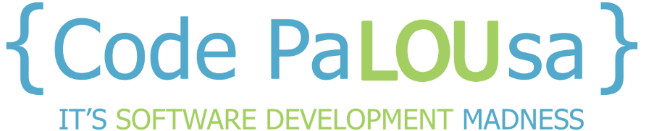 {Code PaLOUsa}
IT'S SOFTWARE DEVELOPMENT MADNESS